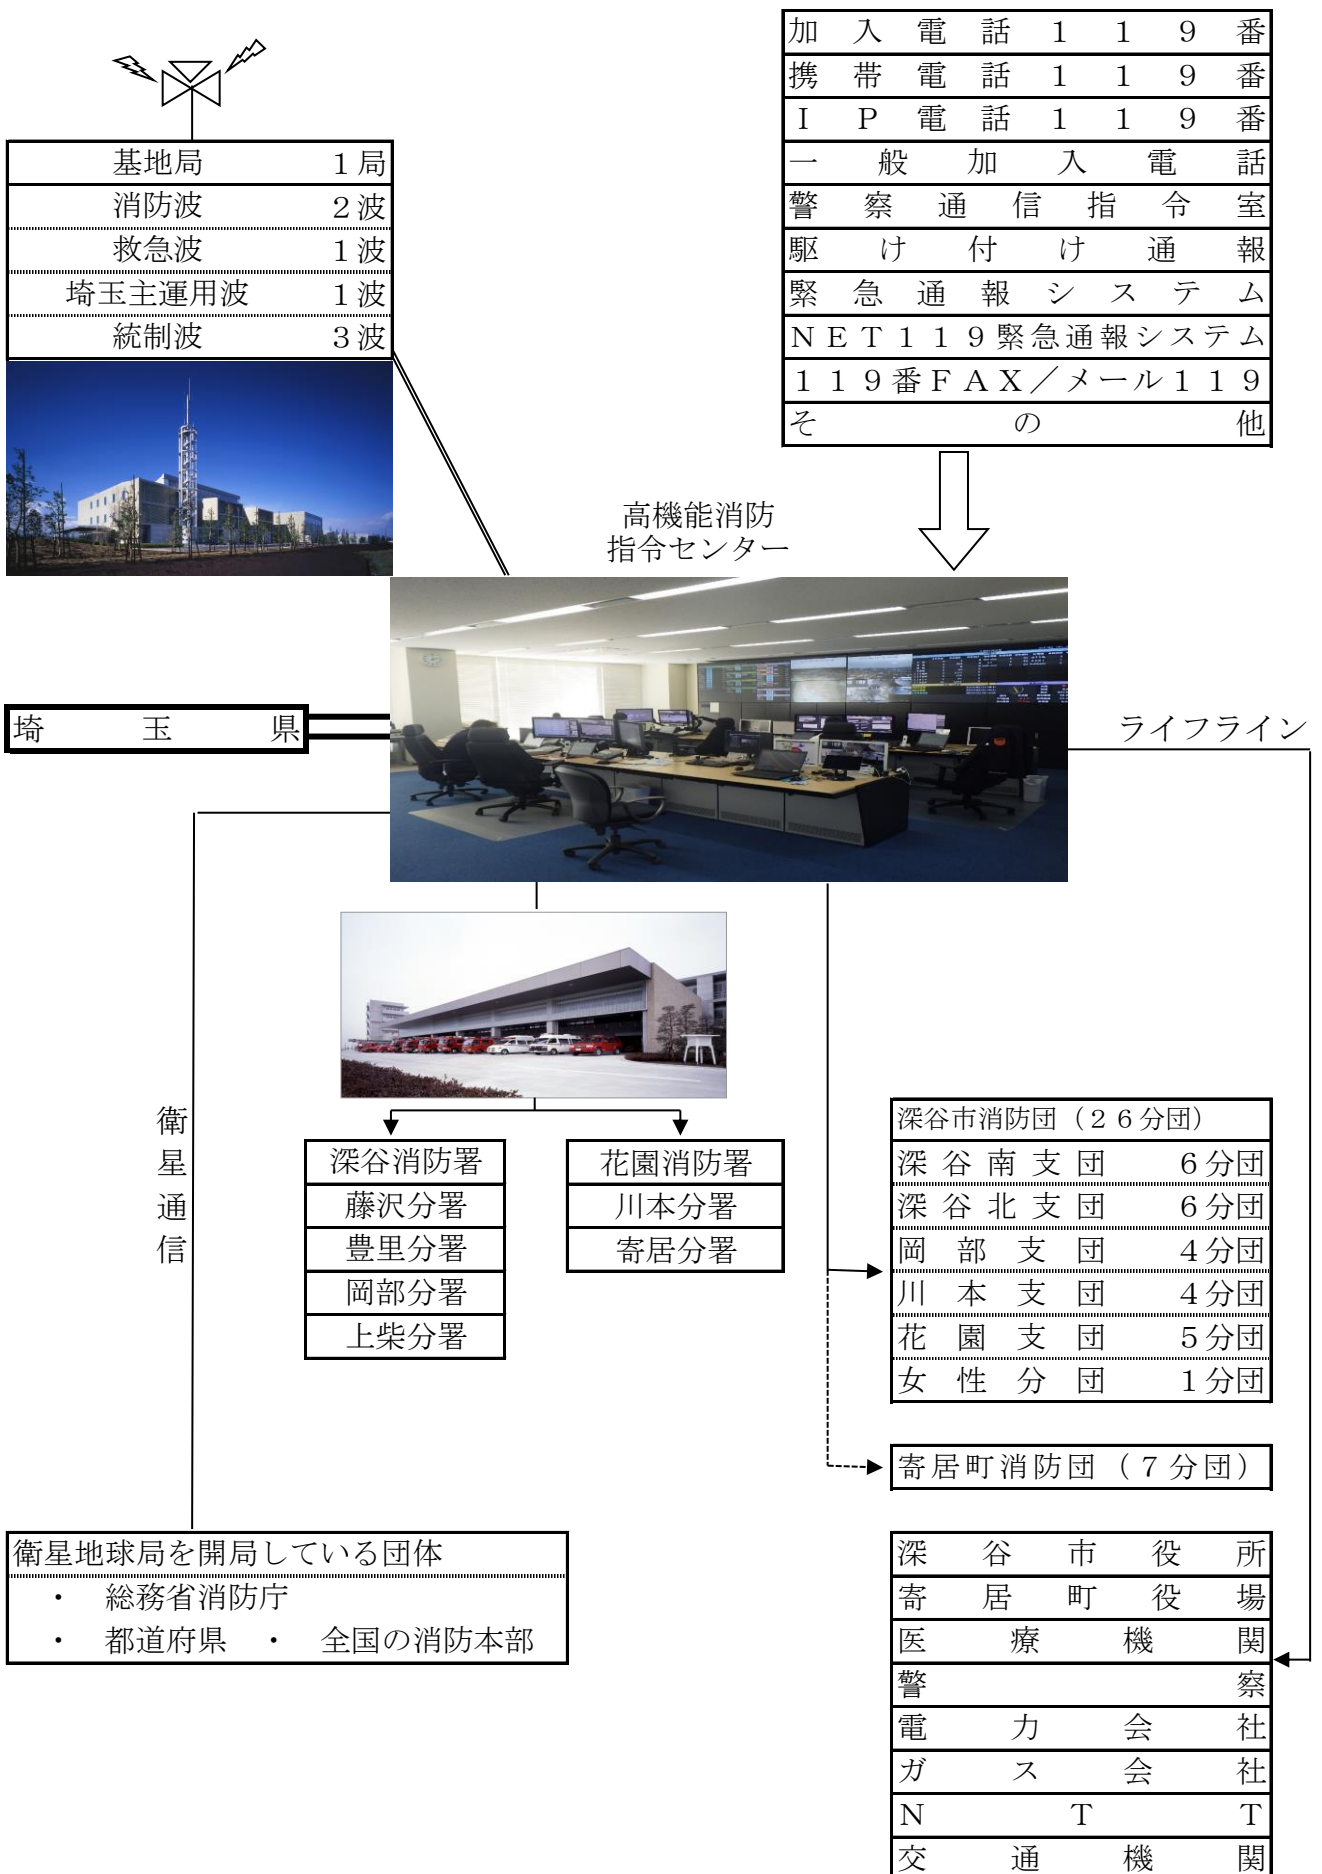 加入電話１１９番
携帯電話１１９番
ＩＰ電話１１９番
一般加入電話
警察通信指令室
駆け付け通報
緊急通報システム
ＮＥＴ１１９緊急通報システム
１１９番ＦＡＸ／メール１１９
その他
基地局　１局
消防波　２波
救急波　１波
埼玉主運用波　１波
統制波　３波
高機能消防
指令センター
埼玉県
ライフライン
衛星通信
深谷消防署
藤沢分署
豊里分署
岡部分署
上柴分署
花園消防署
川本分署
寄居分署
深谷市消防団（２６分団）
深谷南支団　６分団
深谷北支団　６分団
岡部支団　４分団
川本支団　４分団
花園支団　５分団
女性分団　１分団
寄居町消防団（７分団）
衛星地球局を開局している団体
・　総務省消防庁
・　都道府県　・　全国の消防本部
深谷市役所
寄居町役場
医療機関
警察
電力会社
ガス会社
ＮＴＴ
交通機関